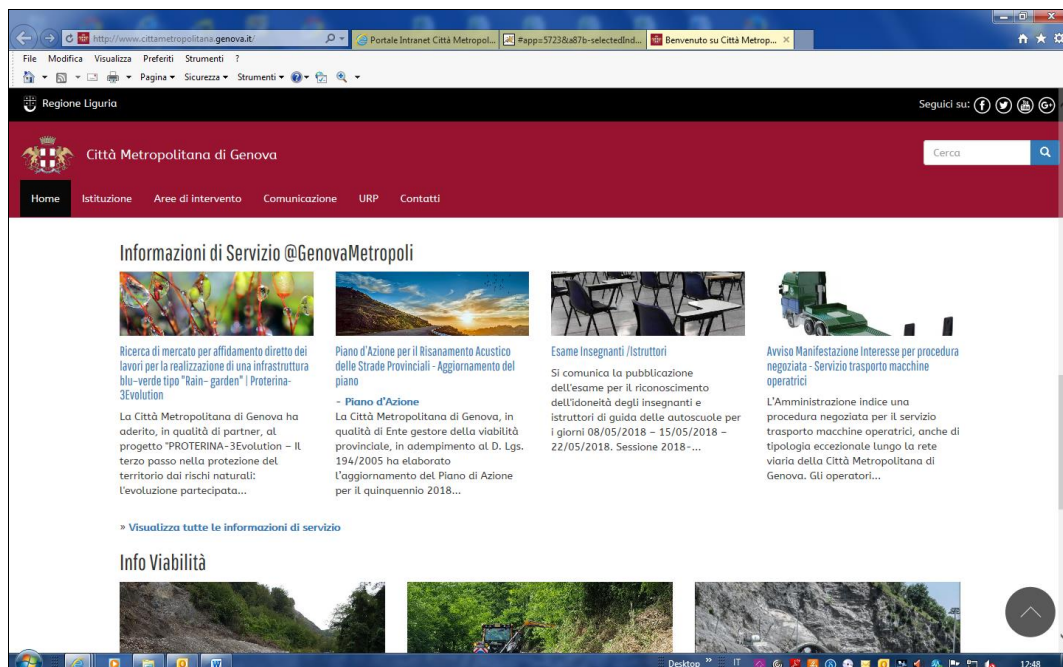 http://www.cittametropolitana.genova.it/
Portale Intranet Città Metropol...
#app=5723&a87b-selectedInd...
Benvenuto su Città Metrop...
File Modifica Visualizza Preferiti Strumenti ?
Pagina Sicurezza Strumenti
Regione Liguria
Seguici su:
Città Metropolitana di Genova
Cerca
Home Istituzione Aree di intervento Comunicazione URP Contatti
Informazioni di Servizio @GenovaMetropoli
Ricerca di mercato per affidamento diretto dei
lavori per la realizzazione di una infrastruttura
blu-verde tipo "Rain- garden" | Proterina-
3Evolution
La Città Metropolitana di Genova ha
aderito, in qualità di partner, al
progetto "PROTERINA-3Evolution – Il
terzo passo nella protezione del
territorio dai rischi naturali:
l'evoluzione partecipata...
Piano d'Azione per il Risanamento Acustico
delle Strade Provinciali - Aggiornamento del
piano
- Piano d'Azione
La Città Metropolitana di Genova, in
qualità di Ente gestore della viabilità
provinciale, in adempimento al D. Lgs.
194/2005 ha elaborato
l'aggiornamento del Piano di Azione
per il quinquennio 2018...
Esame Insegnanti /Istruttori
Si comunica la pubblicazione
dell'esame per il riconoscimento
dell'idoneità degli insegnanti e
istruttori di guida delle autoscuole per
i giorni 08/05/2018 – 15/05/2018 –
22/05/2018. Sessione 2018-...
Avviso Manifestazione Interesse per procedura
negoziata - Servizio trasporto macchine
operatrici
L'Amministrazione indice una
procedura negoziata per il servizio
trasporto macchine operatrici, anche di
tipologia eccezionale lungo la rete
viaria della Città Metropolitana di
Genova. Gli operatori...
» Visualizza tutte le informazioni di servizio
Info Viabilità
Desktop » IT 12:48